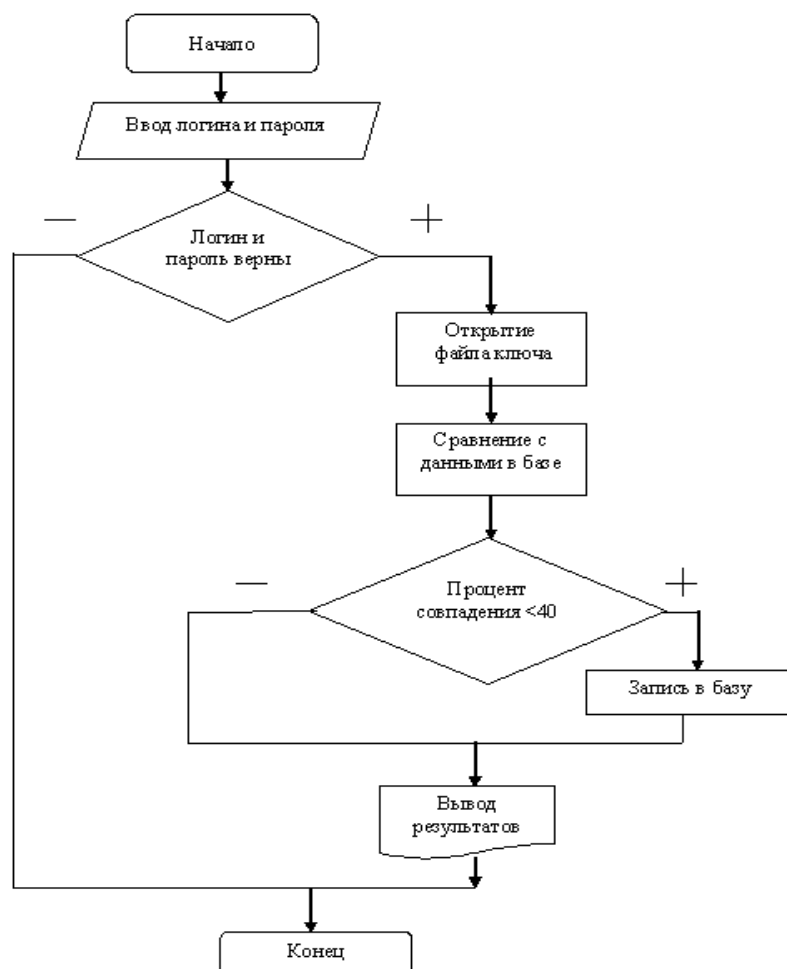 Начало
Ввод логина и пароля
—
+
Логин и
пароль верны
Открытие
файла ключа
Сравнение с
данными в базе
—
+
Процент
совпадения <40
Запись в базу
Вывод
результатов
Конец